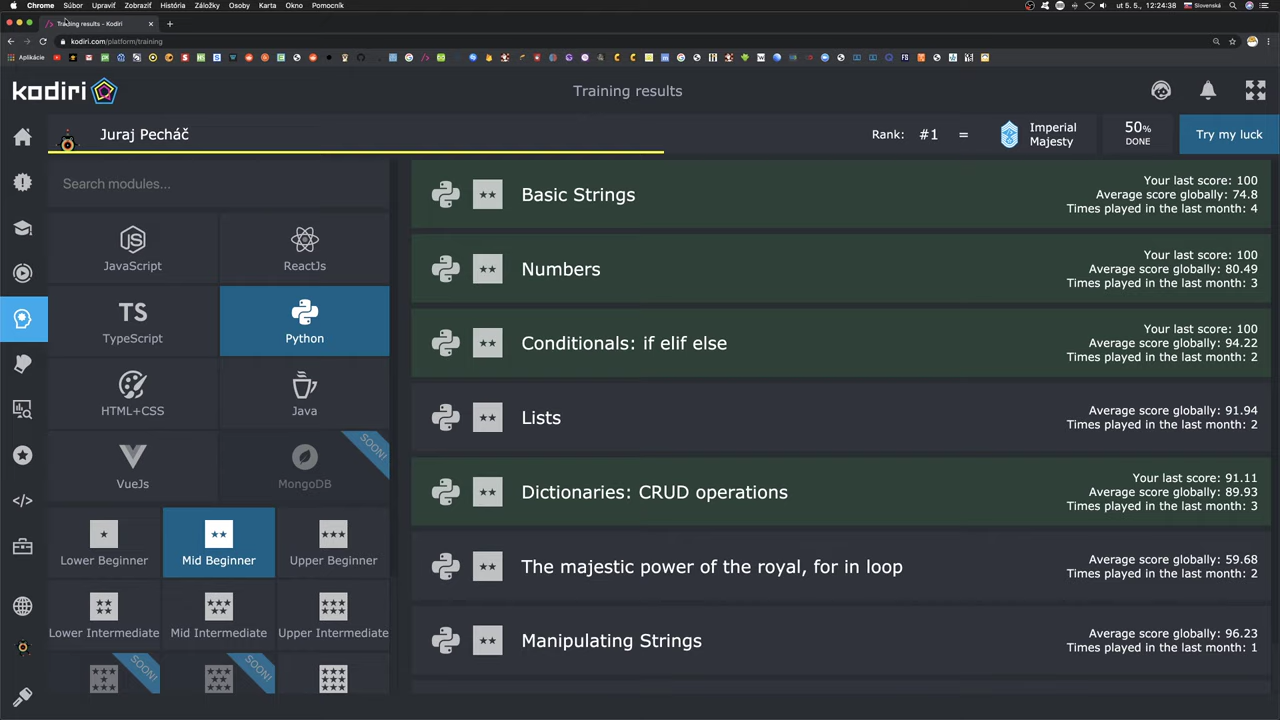 Chrome Súbor Upraviť Zobraziť História Záložky Osoby Karta Okno Pomocník
ut 5. 5., 12:24:38
Slovenská
Training results - Kodiri
kodiri.com/platform/training
Aplikácie
kodiri
Training results
Juraj Pecháč
Rank: #1 =
Imperial
Majesty
50%
DONE
Try my luck
Search modules...
JavaScript
ReactJs
TS
TypeScript
Python
HTML+CSS
Java
VueJs
MongoDB
SOON!
Lower Beginner
Mid Beginner
Upper Beginner
Lower Intermediate
Mid Intermediate
Upper Intermediate
SOON!
SOON!
Basic Strings
Your last score: 100
Average score globally: 74.8
Times played in the last month: 4
Numbers
Your last score: 100
Average score globally: 80.49
Times played in the last month: 3
Conditionals: if elif else
Your last score: 100
Average score globally: 94.22
Times played in the last month: 2
Lists
Average score globally: 91.94
Times played in the last month: 2
Dictionaries: CRUD operations
Your last score: 91.11
Average score globally: 89.93
Times played in the last month: 3
The majestic power of the royal, for in loop
Average score globally: 59.68
Times played in the last month: 2
Manipulating Strings
Average score globally: 96.23
Times played in the last month: 1